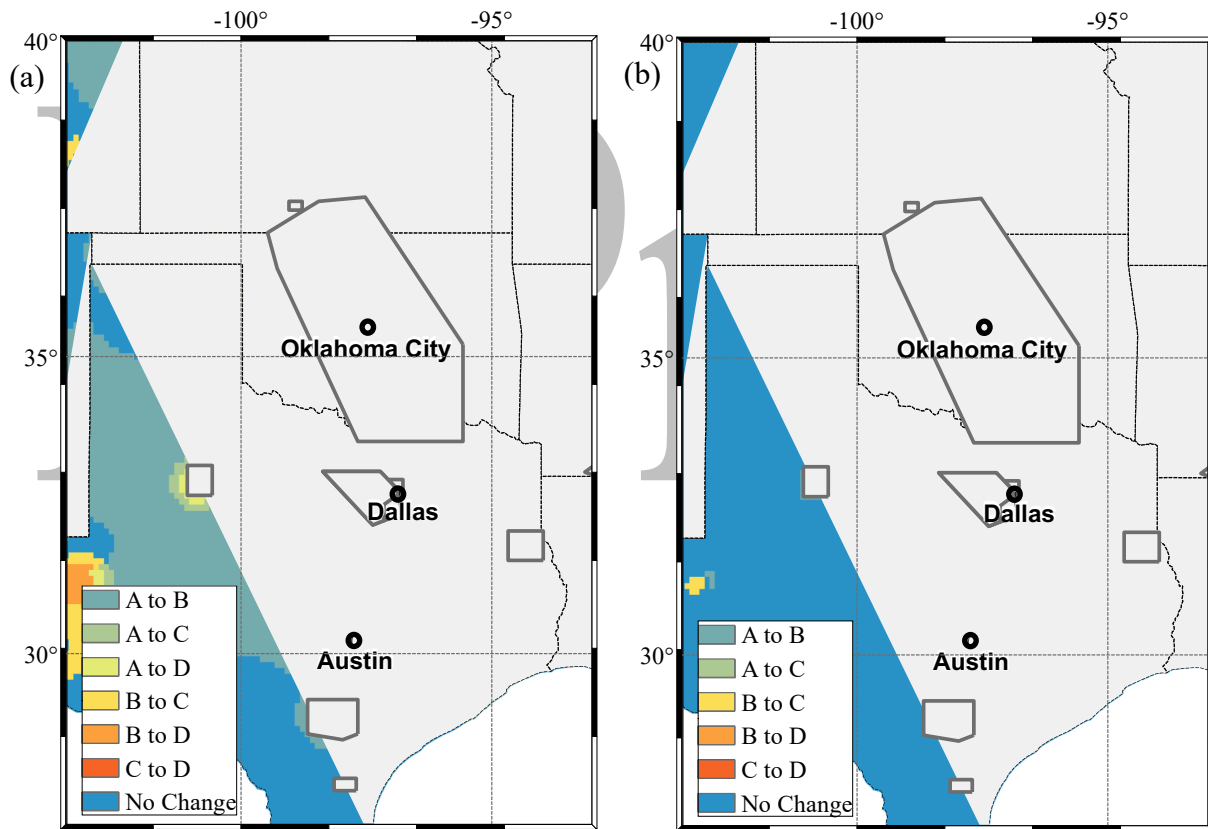 -100° -95° -100° -95°
40° 40°
(a) (b)
Oklahoma City Oklahoma City
35° 35°
Dallas Dallas
A to B
A to C
A to D
B to C
B to D
C to D
No Change
A to B
A to C
B to C
B to D
C to D
No Change
30° 30°
Austin Austin